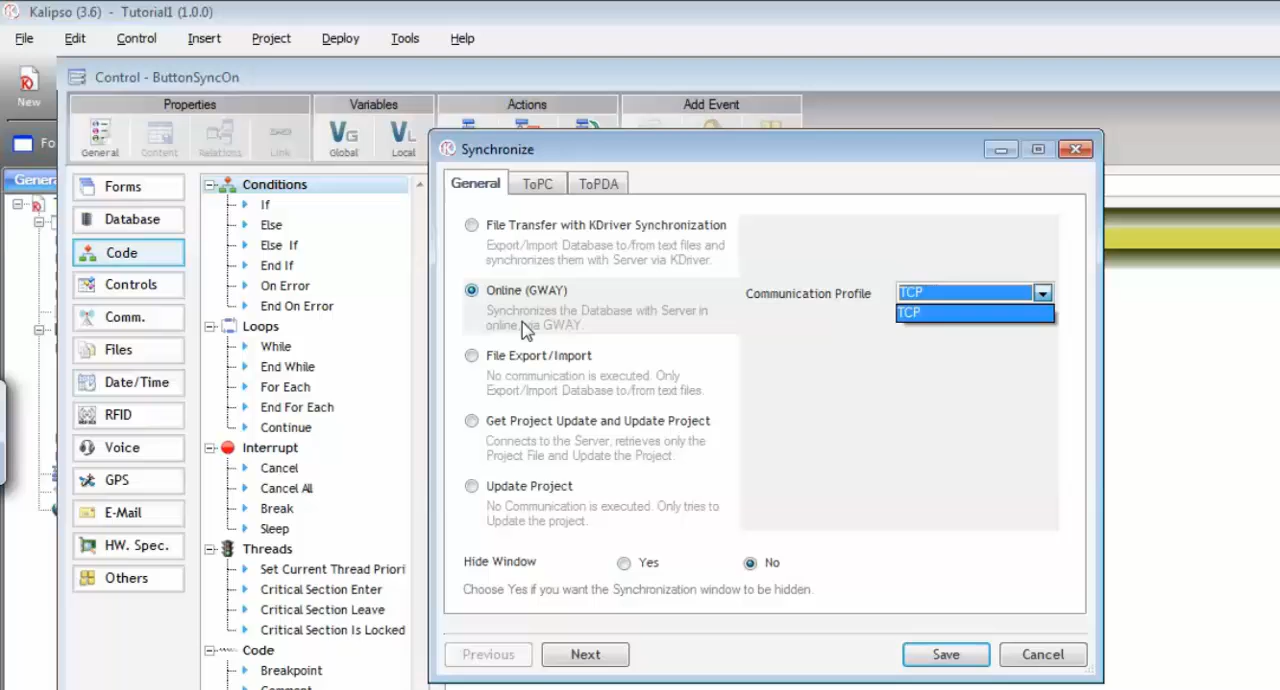 Kalipso (3.6) - Tutorial1 (1.0.0)
File Edit Control Insert Project Deploy Tools Help
New
Control - ButtonSyncOn
Properties Variables Actions Add Event
General Content Relations Link Global Local
Synchronize
General ToPC ToPDA
Forms
Database
Code
Controls
Comm.
Files
Date/Time
RFID
Voice
GPS
E-Mail
HW. Spec.
Others
Conditions
If
Else
Else If
End If
On Error
End On Error
Loops
While
End While
For Each
End For Each
Continue
Interrupt
Cancel
Cancel All
Break
Sleep
Threads
Set Current Thread Priori
Critical Section Enter
Critical Section Leave
Critical Section Is Locked
Code
Breakpoint
File Transfer with KDriver Synchronization
Export/Import Database to/from text files and
synchronizes them with Server via KDriver.
Online (GWAY)
Synchronizes the Database with Server in
online, via GWAY.
Communication Profile TCP
TCP
File Export/Import
No communication is executed. Only
Export/Import Database to/from text files.
Get Project Update and Update Project
Connects to the Server, retrieves only the
Project File and Update the Project.
Update Project
No Communication is executed. Only tries to
Update the project.
Hide Window Yes No
Choose Yes if you want the Synchronization window to be hidden.
Previous Next Save Cancel